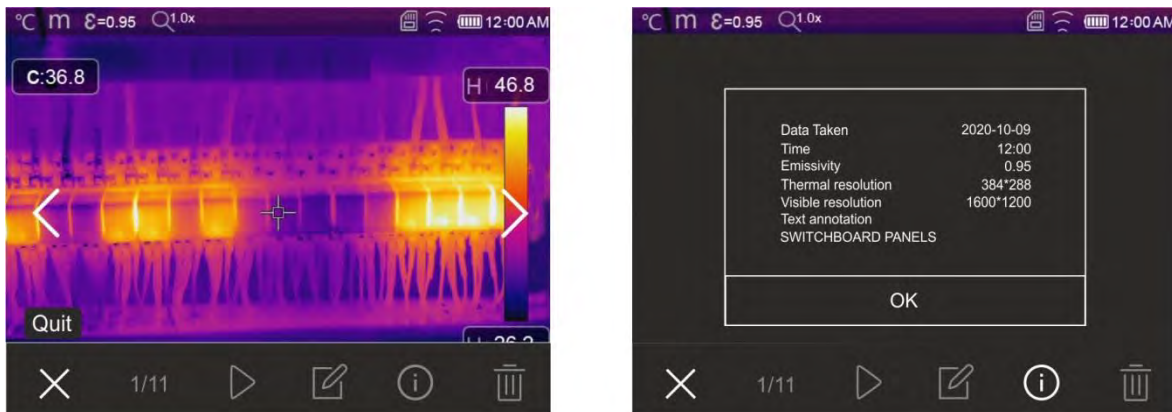 °C m ε=0.95 1.0x 12:00 AM
C:36.8
H 46.8
Quit
1/11
°C m ε=0.95 1.0x 12:00 AM
Data Taken 2020-10-09
Time 12:00
Emissivity 0.95
Thermal resolution 384*288
Visible resolution 1600*1200
Text annotation
SWITCHBOARD PANELS
OK
1/11